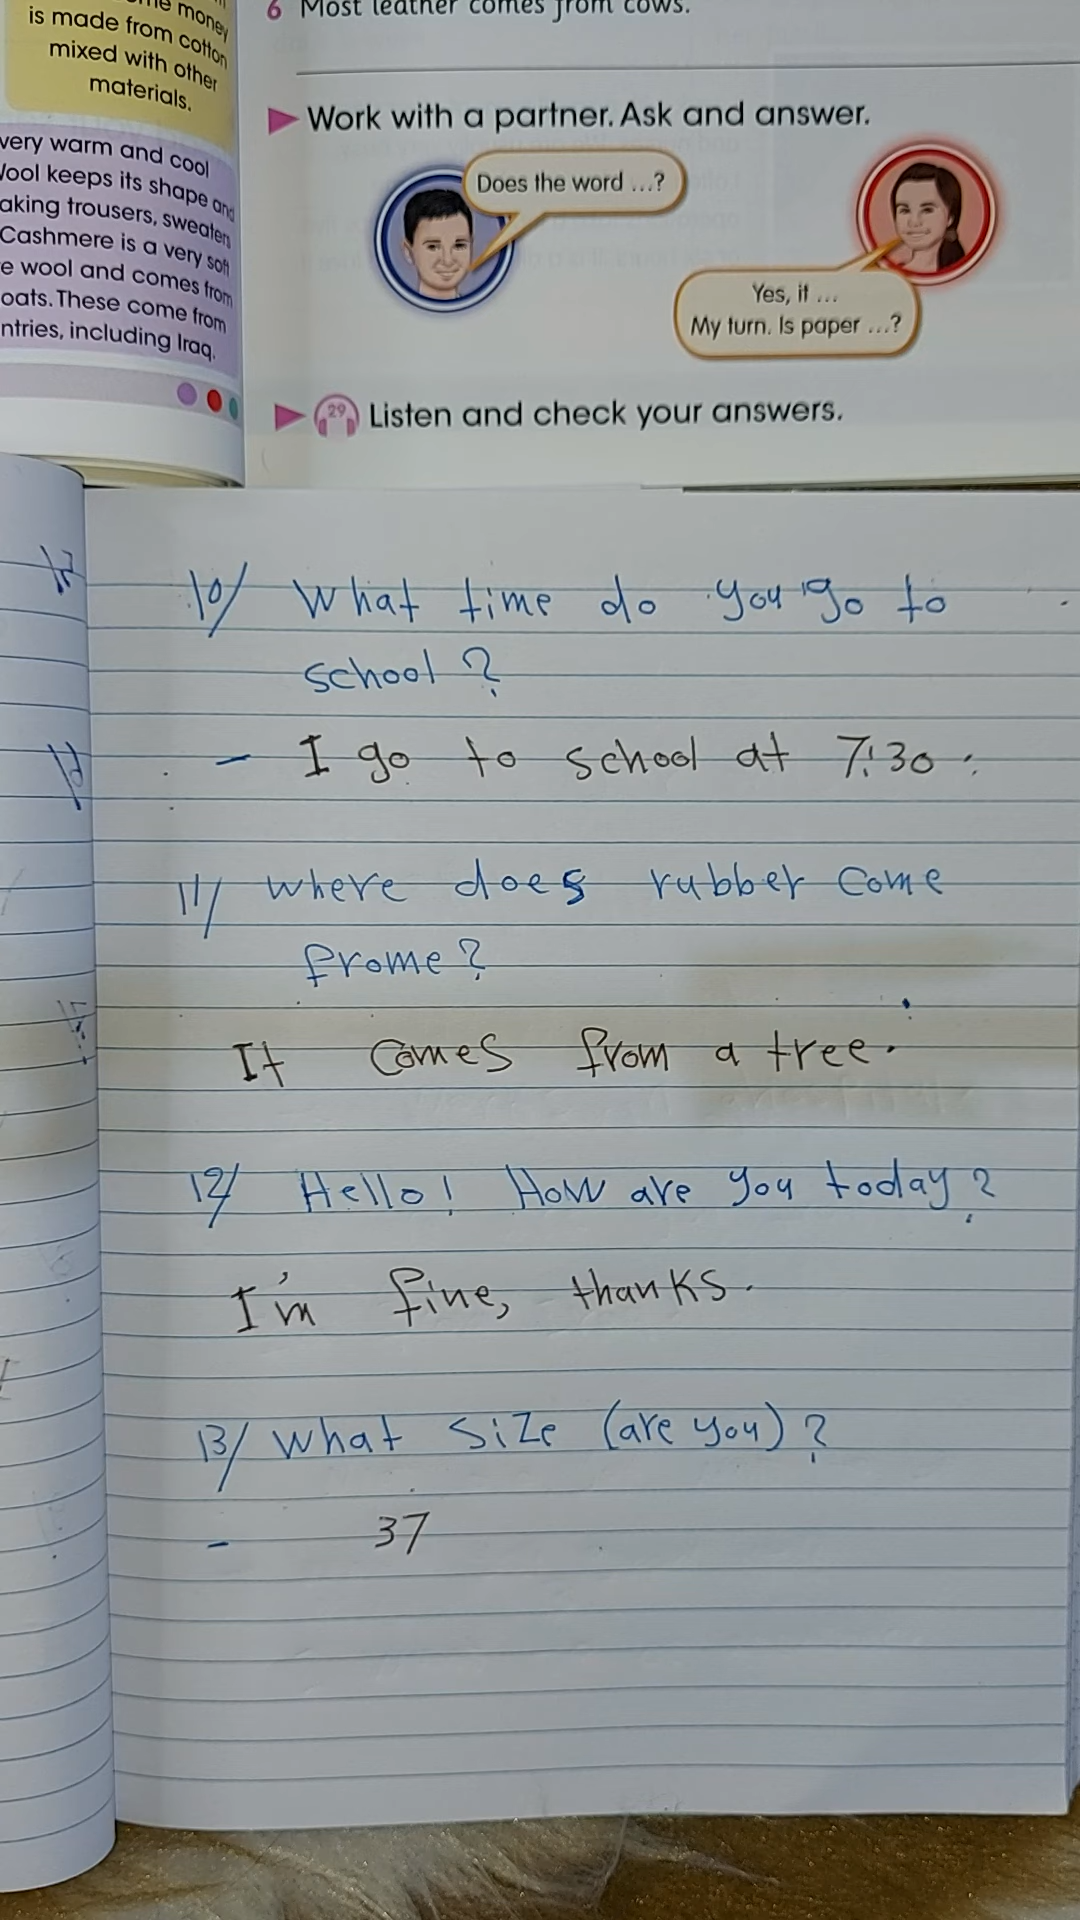 money
is made from cotton
mixed with other
materials.
very warm and cool
Wool keeps its shape and
aking trousers, sweaters
Cashmere is a very soft
e wool and comes from
oats. These come from
ntries, including Iraq.
6 Most leather comes from cows.
Work with a partner. Ask and answer.
Does the word ...?
Yes, it ...
My turn. Is paper ...?
29 Listen and check your answers.
10/ What time do you go to
school?
- I go to school at 7:30.
11/ where does rubber come
frome?
It comes from a tree.
12/ Hello! How are you today?
I'm fine, thanks.
13/ what size (are you)?
- 37